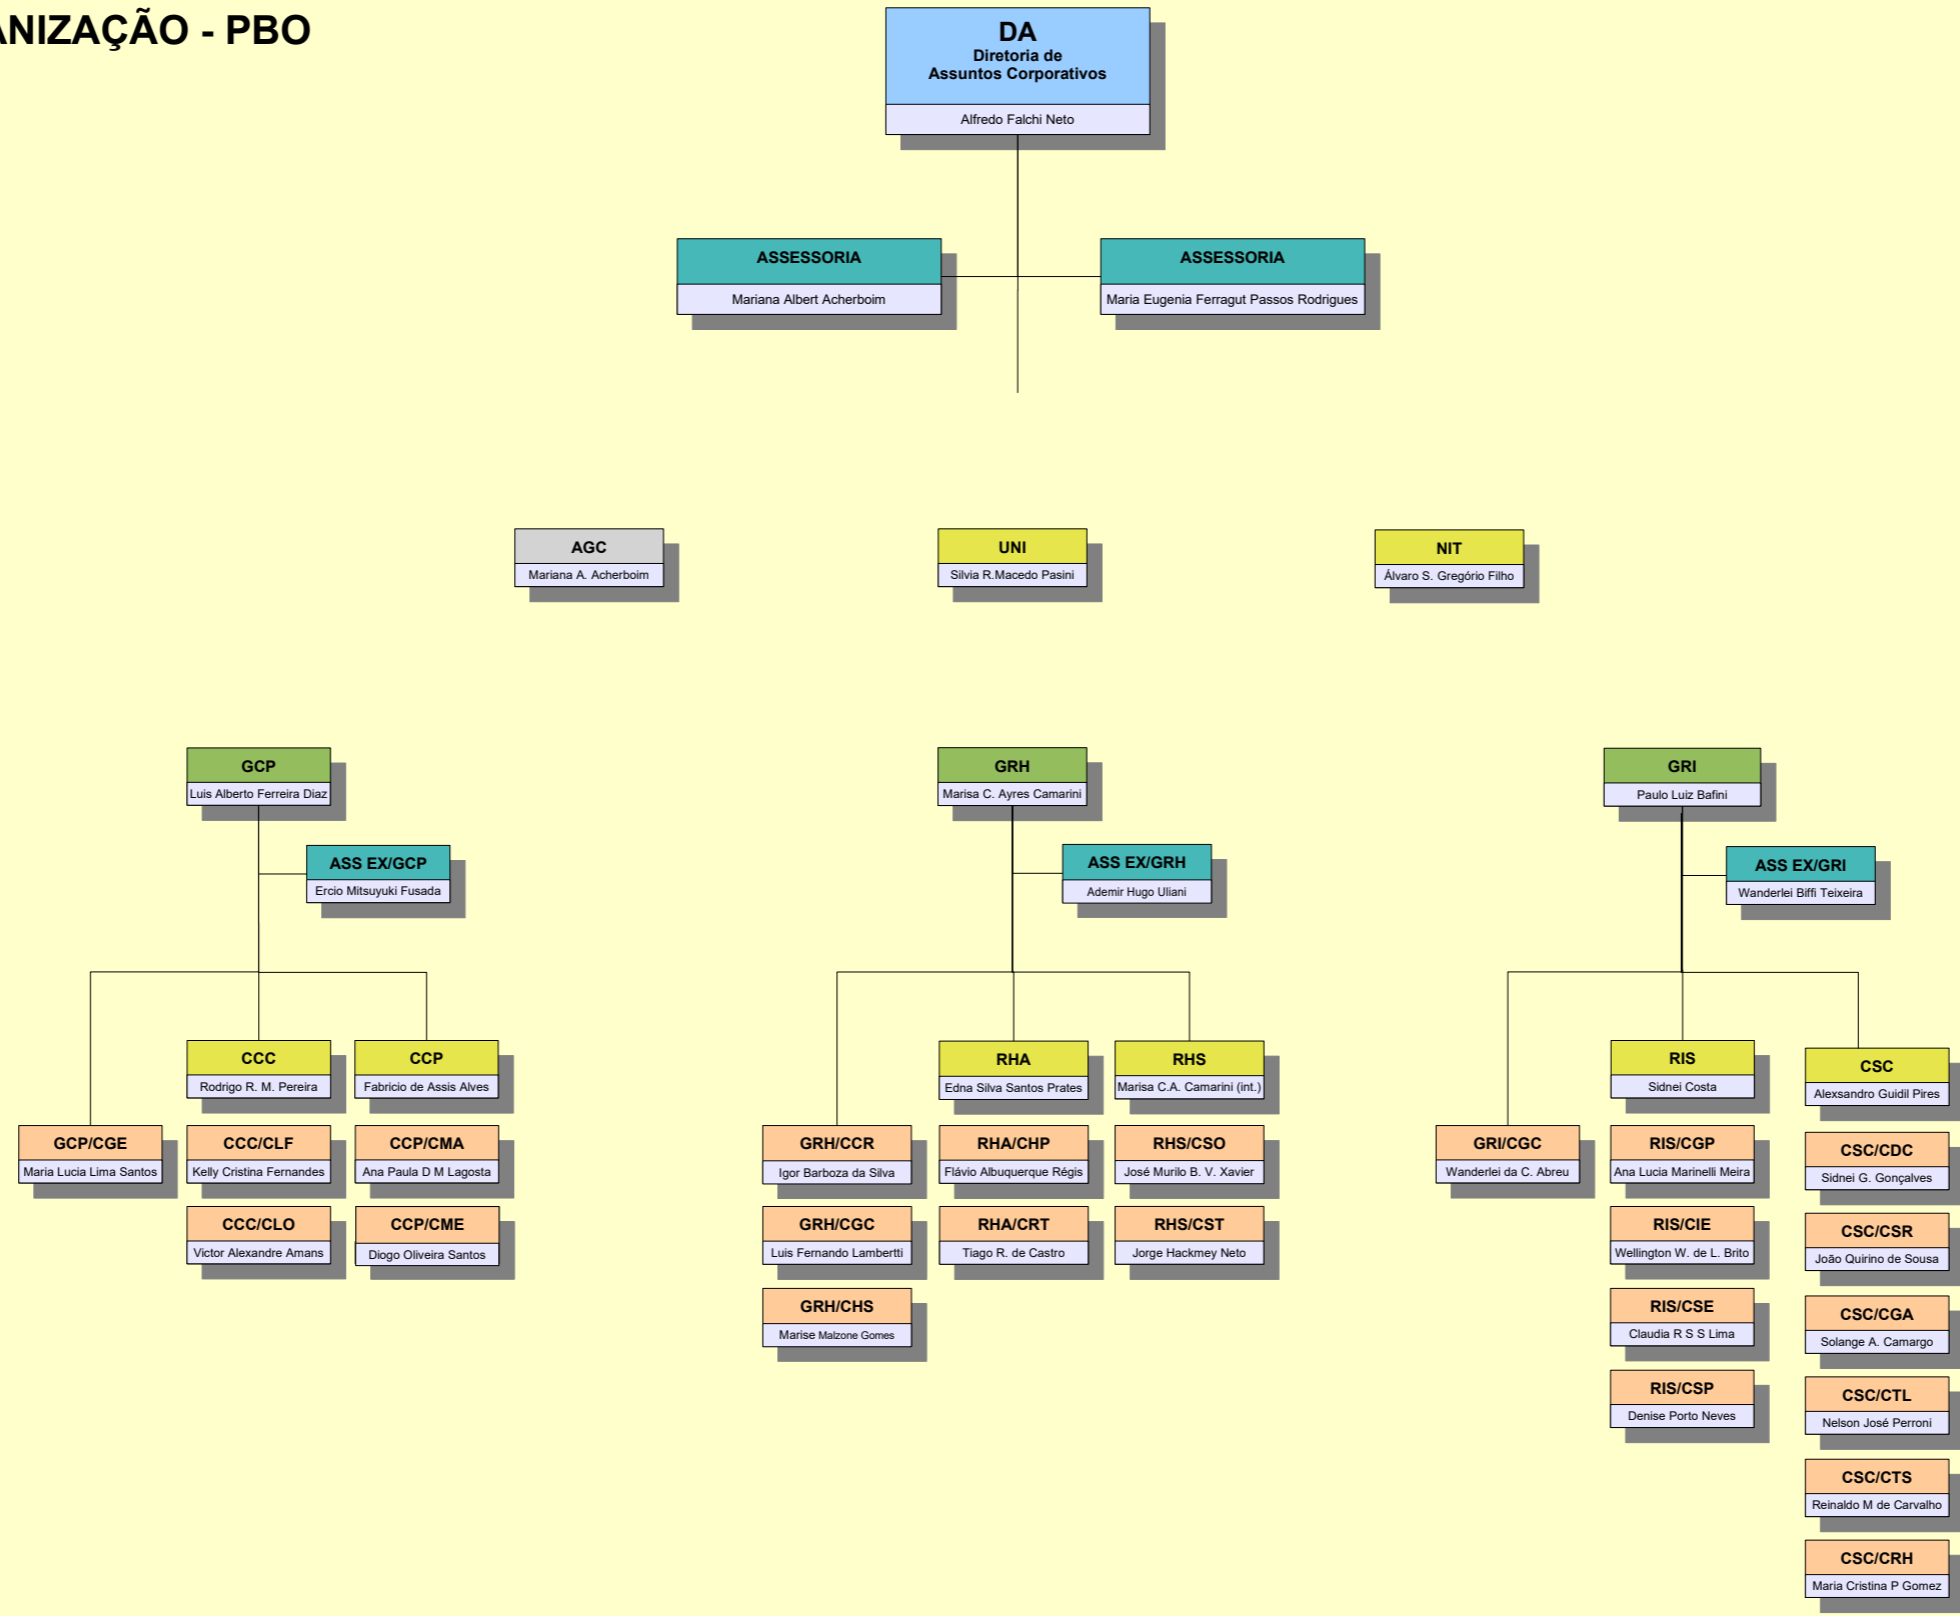 ANIZAÇÃO - PBO
DA
Diretoria de
Assuntos Corporativos
Alfredo Falchi Neto
ASSESSORIA
Mariana Albert Acherboim
ASSESSORIA
Maria Eugenia Ferragut Passos Rodrigues
AGC
Mariana A. Acherboim
UNI
Silvia R.Macedo Pasini
NIT
Álvaro S. Gregório Filho
GCP
Luis Alberto Ferreira Diaz
ASS EX/GCP
Ercio Mitsuyuki Fusada
CCC
Rodrigo R. M. Pereira
CCP
Fabricio de Assis Alves
GCP/CGE
Maria Lucia Lima Santos
CCC/CLF
Kelly Cristina Fernandes
CCP/CMA
Ana Paula D M Lagosta
CCC/CLO
Victor Alexandre Amans
CCP/CME
Diogo Oliveira Santos
GRH
Marisa C. Ayres Camarini
ASS EX/GRH
Ademir Hugo Uliani
RHA
Edna Silva Santos Prates
RHS
Marisa C.A. Camarini (int.)
GRH/CCR
Igor Barboza da Silva
RHA/CHP
Flávio Albuquerque Régis
RHS/CSO
José Murilo B. V. Xavier
GRH/CGC
Luis Fernando Lambertti
RHA/CRT
Tiago R. de Castro
RHS/CST
Jorge Hackmey Neto
GRH/CHS
Marise Malzone Gomes
GRI
Paulo Luiz Bafini
ASS EX/GRI
Wanderlei Biffi Teixeira
RIS
Sidnei Costa
CSC
Alexsandro Guidil Pires
GRI/CGC
Wanderlei da C. Abreu
RIS/CGP
Ana Lucia Marinelli Meira
CSC/CDC
Sidnei G. Gonçalves
RIS/CIE
Wellington W. de L. Brito
CSC/CSR
João Quirino de Sousa
RIS/CSE
Claudia R S S Lima
CSC/CGA
Solange A. Camargo
RIS/CSP
Denise Porto Neves
CSC/CTL
Nelson José Perroni
CSC/CTS
Reinaldo M de Carvalho
CSC/CRH
Maria Cristina P Gomez